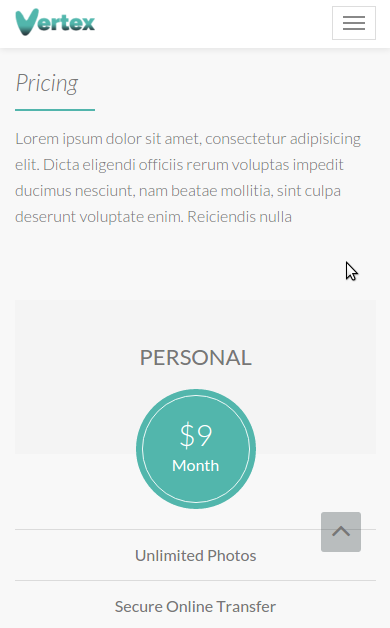 Vertex
Pricing
Lorem ipsum dolor sit amet, consectetur adipisicing
elit. Dicta eligendi officiis rerum voluptas impedit
ducimus nesciunt, nam beatae mollitia, sint culpa
deserunt voluptate enim. Reiciendis nulla
PERSONAL
$9
Month
Unlimited Photos
Secure Online Transfer